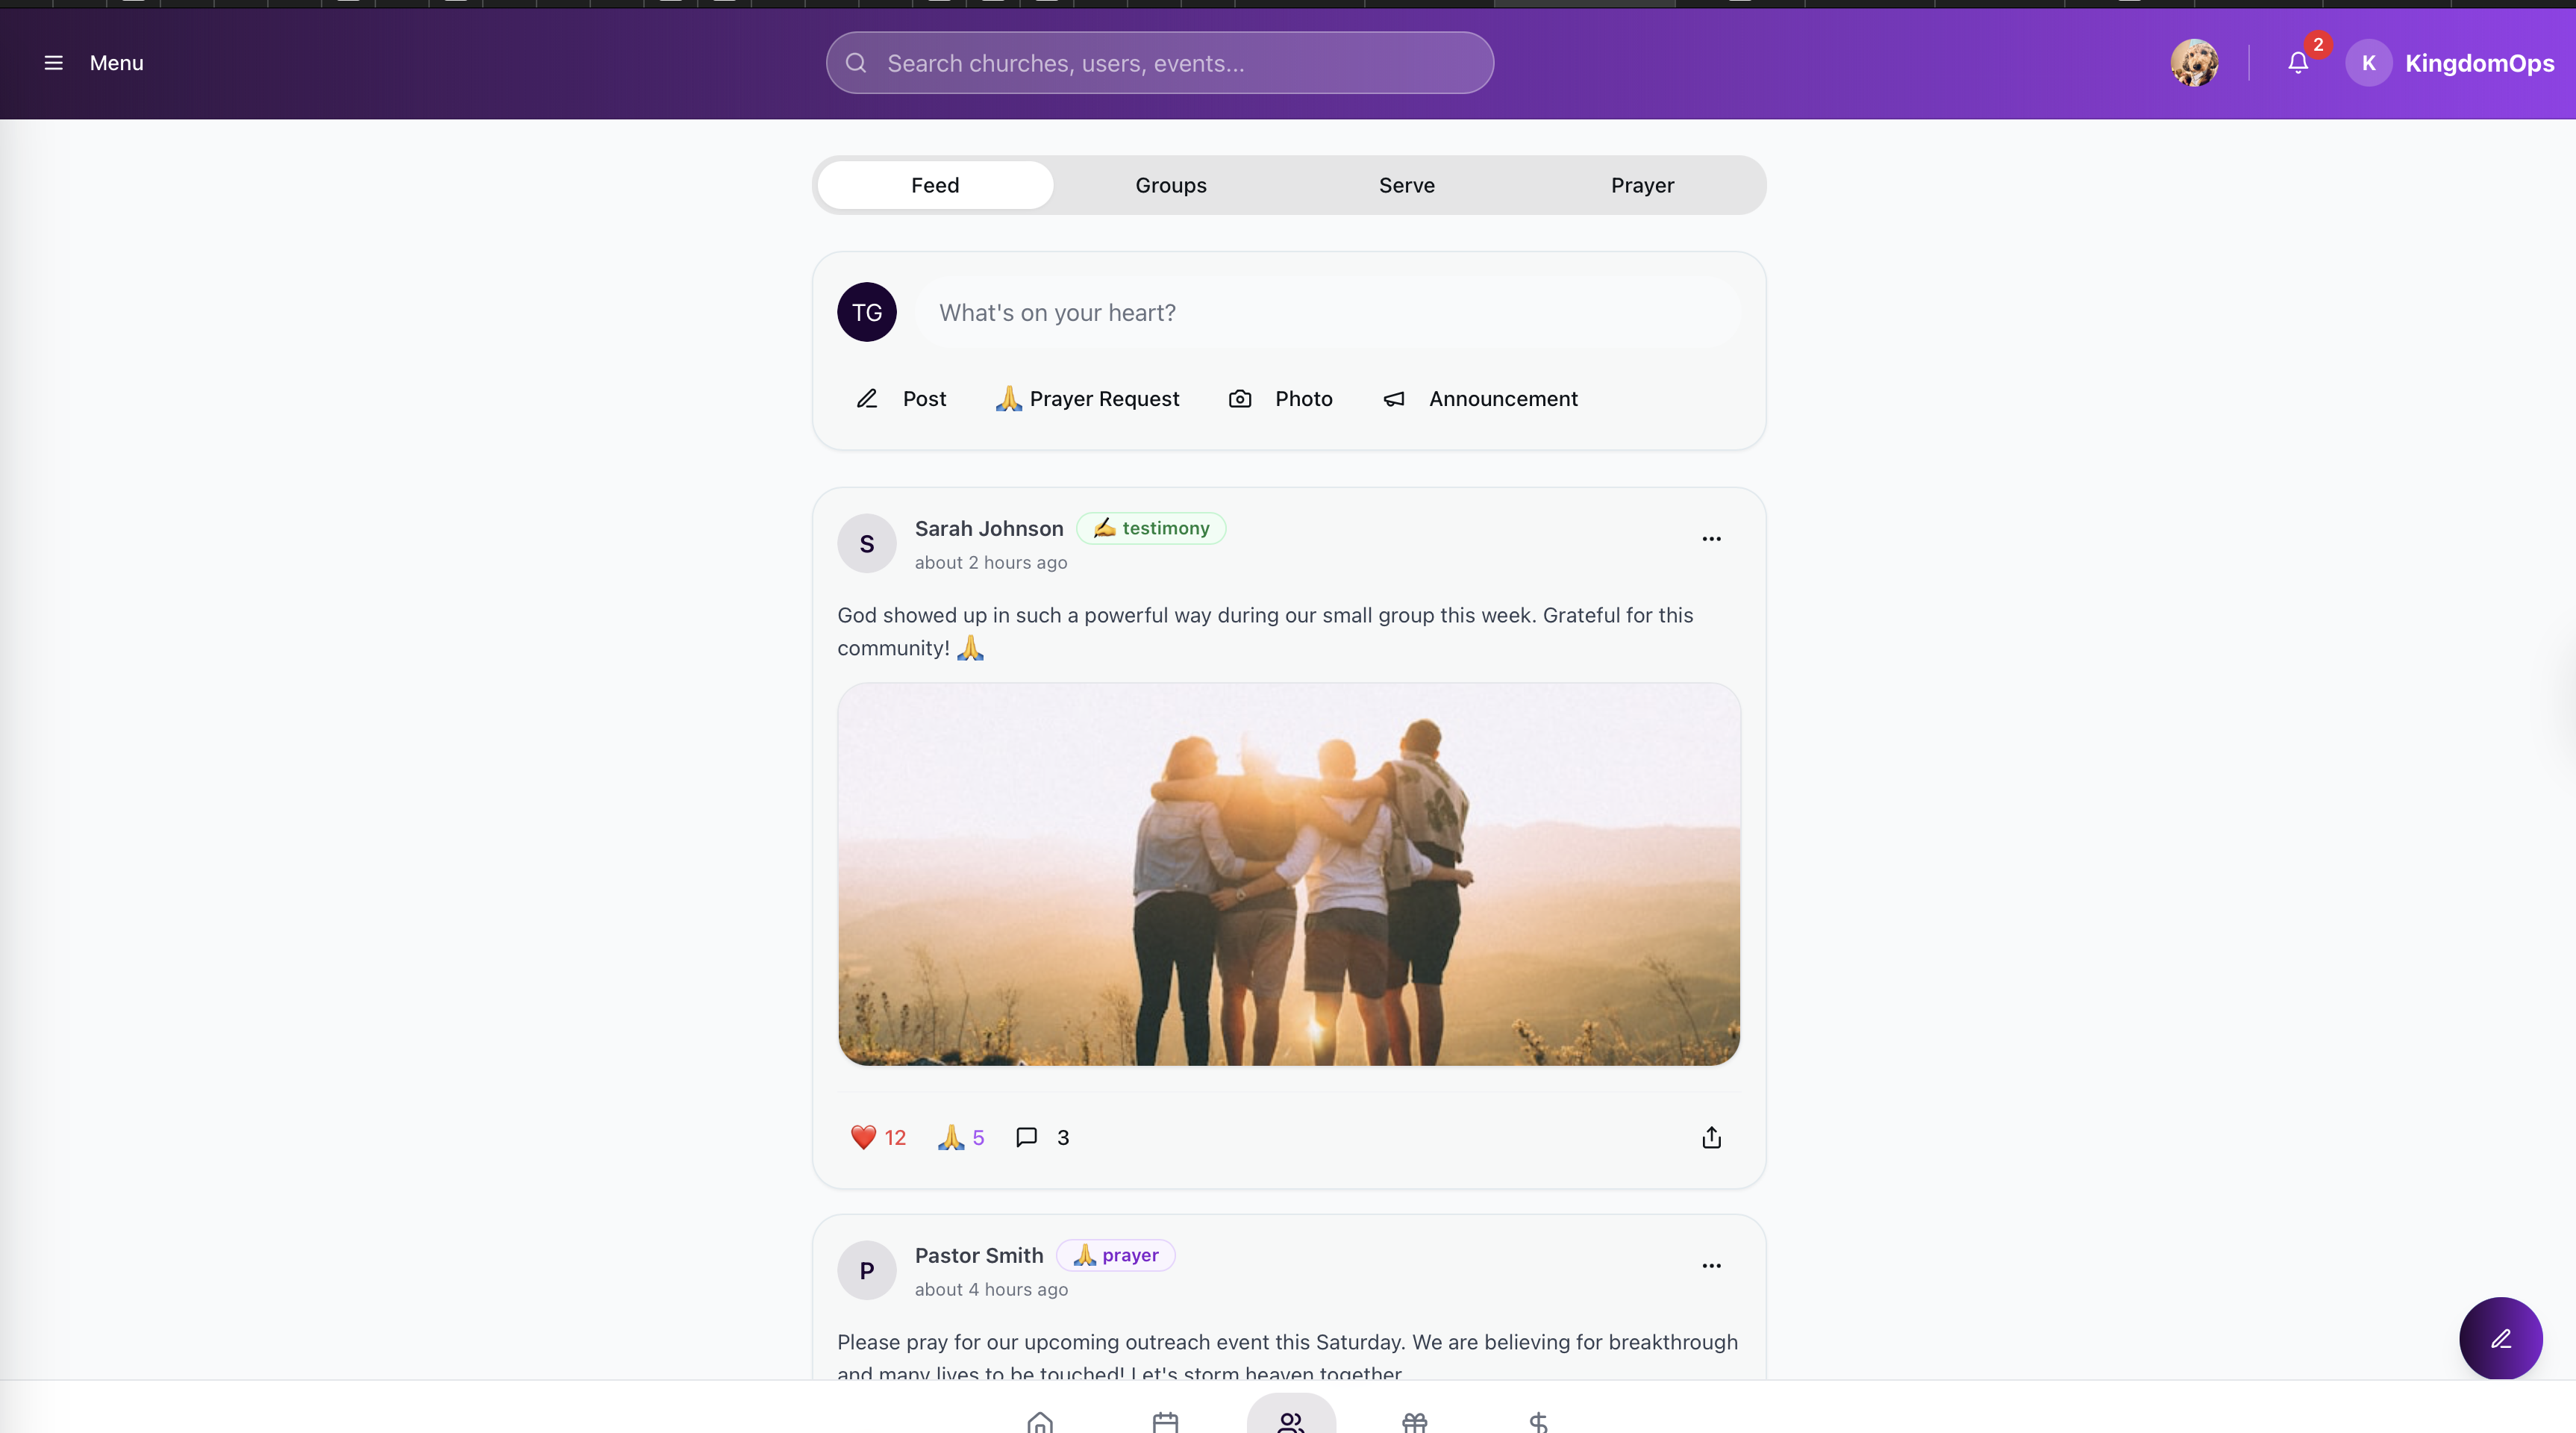 Menu
Search churches, users, events...
2
K
KingdomOps
Feed
Groups
Serve
Prayer
TG
What's on your heart?
Post
🙏 Prayer Request
Photo
Announcement
S
Sarah Johnson
✍️ testimony
about 2 hours ago
God showed up in such a powerful way during our small group this week. Grateful for this
community! 🙏
❤️ 12
🙏 5
3
P
Pastor Smith
🙏 prayer
about 4 hours ago
Please pray for our upcoming outreach event this Saturday. We are believing for breakthrough
and many lives to be touched! Let's storm heaven together